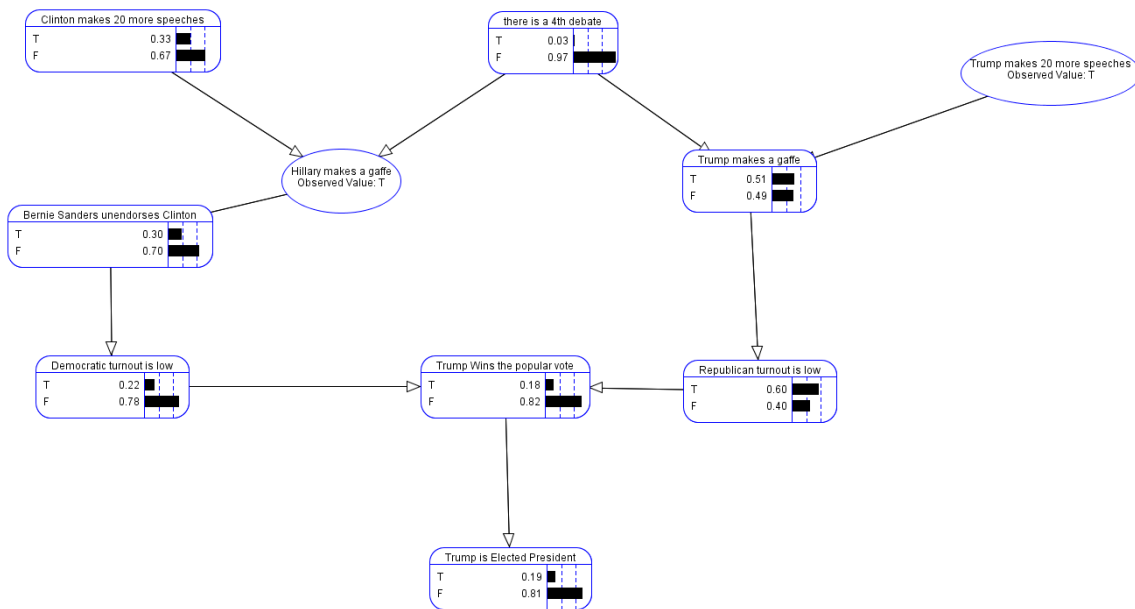 Clinton makes 20 more speeches
T 0.33
F 0.67
there is a 4th debate
T 0.03
F 0.97
Trump makes 20 more speeches
Observed Value: T
Hillary makes a gaffe
Observed Value: T
Trump makes a gaffe
T 0.51
F 0.49
Bernie Sanders unendorses Clinton
T 0.30
F 0.70
Democratic turnout is low
T 0.22
F 0.78
Trump Wins the popular vote
T 0.18
F 0.82
Republican turnout is low
T 0.60
F 0.40
Trump is Elected President
T 0.19
F 0.81